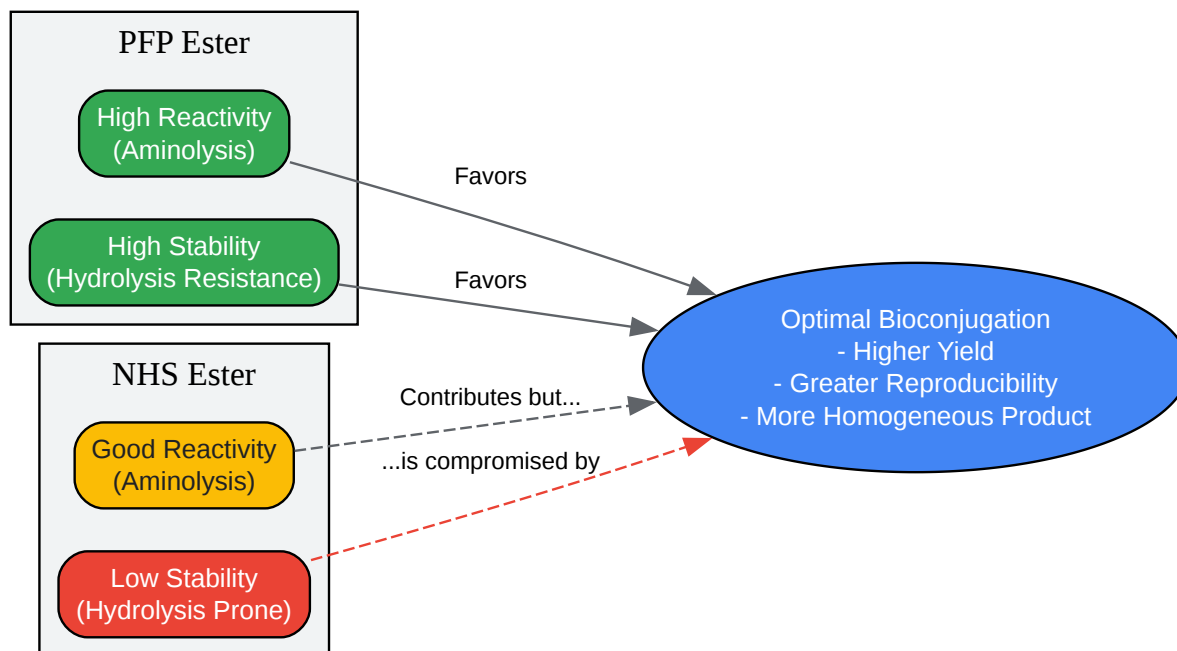 PFP Ester
High Reactivity
(Aminolysis)
High Stability
(Hydrolysis Resistance)
Favors
Favors
NHS Ester
Good Reactivity
(Aminolysis)
Low Stability
(Hydrolysis Prone)
Contributes but...
...is compromised by
Optimal Bioconjugation
- Higher Yield
- Greater Reproducibility
- More Homogeneous Product